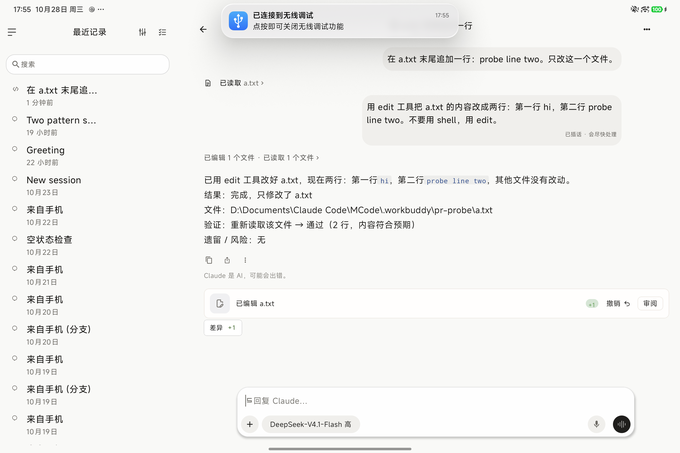 17:55 10月28日 周三
100
最近记录
搜索
在 a.txt 末尾追加…
1 分钟前
Two pattern s…
19 小时前
Greeting
22 小时前
New session
10月23日
来自手机
10月22日
空状态检查
10月22日
来自手机
10月21日
来自手机
10月20日
来自手机 (分支)
10月20日
来自手机
10月19日
来自手机 (分支)
10月19日
来自手机
10月19日
已连接到无线调试
17:55
点按即可关闭无线调试功能
一行
在 a.txt 末尾追加一行：probe line two。只改这一个文件。
已读取 a.txt ›
用 edit 工具把 a.txt 的内容改成两行：第一行 hi，第二行 probe
line two。不要用 shell，用 edit。
已插话 · 会尽快处理
已编辑 1 个文件 · 已读取 1 个文件 ›
已用 edit 工具改好 a.txt，现在两行：第一行 hi，第二行 probe line two，其他文件没有改动。
结果：完成，只修改了 a.txt
文件：D:\Documents\Claude Code\MCode\.workbuddy\pr-probe\a.txt
验证：重新读取该文件 → 通过（2 行，内容符合预期）
遗留 / 风险：无
Claude 是 AI，可能会出错。
已编辑 a.txt
+1
撤销
审阅
差异 +1
回复 Claude…
DeepSeek-V4.1-Flash 高